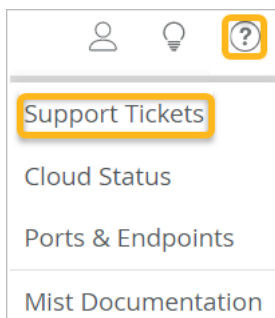 ?
Support Tickets
Cloud Status
Ports & Endpoints
Mist Documentation